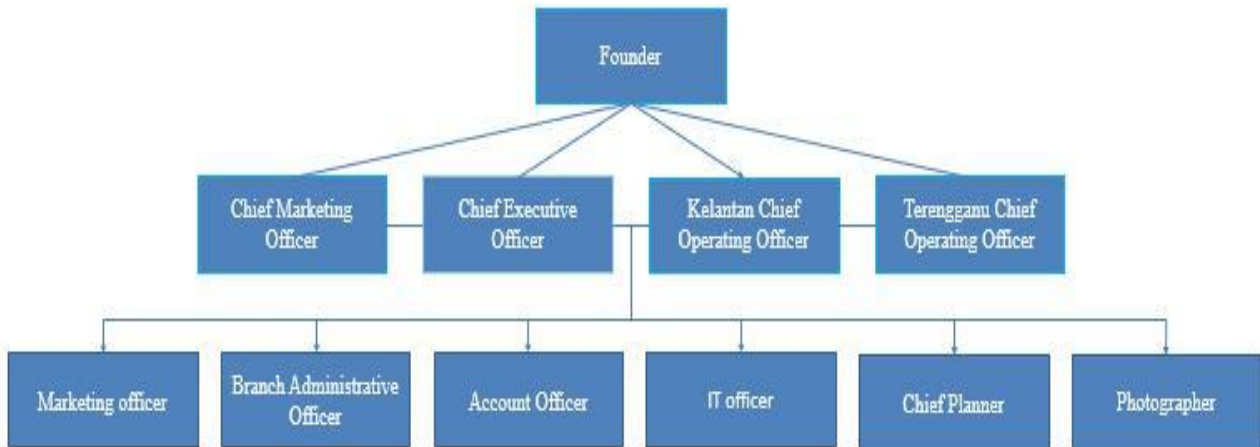 Founder
Chief Marketing
Officer
Chief Executive
Officer
Kelantan Chief
Operating Officer
Terengganu Chief
Operating Officer
Marketing officer
Branch Administrative
Officer
Account Officer
IT officer
Chief Planner
Photographer